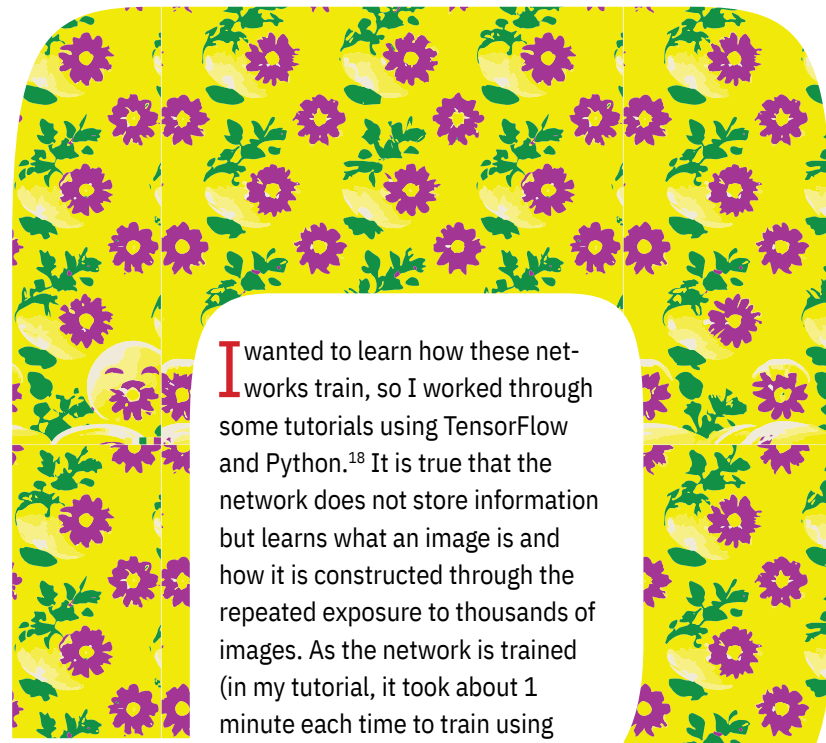 I wanted to learn how these net-
works train, so I worked through
some tutorials using TensorFlow
and Python.18 It is true that the
network does not store information
but learns what an image is and
how it is constructed through the
repeated exposure to thousands of
images. As the network is trained
(in my tutorial, it took about 1
minute each time to train using